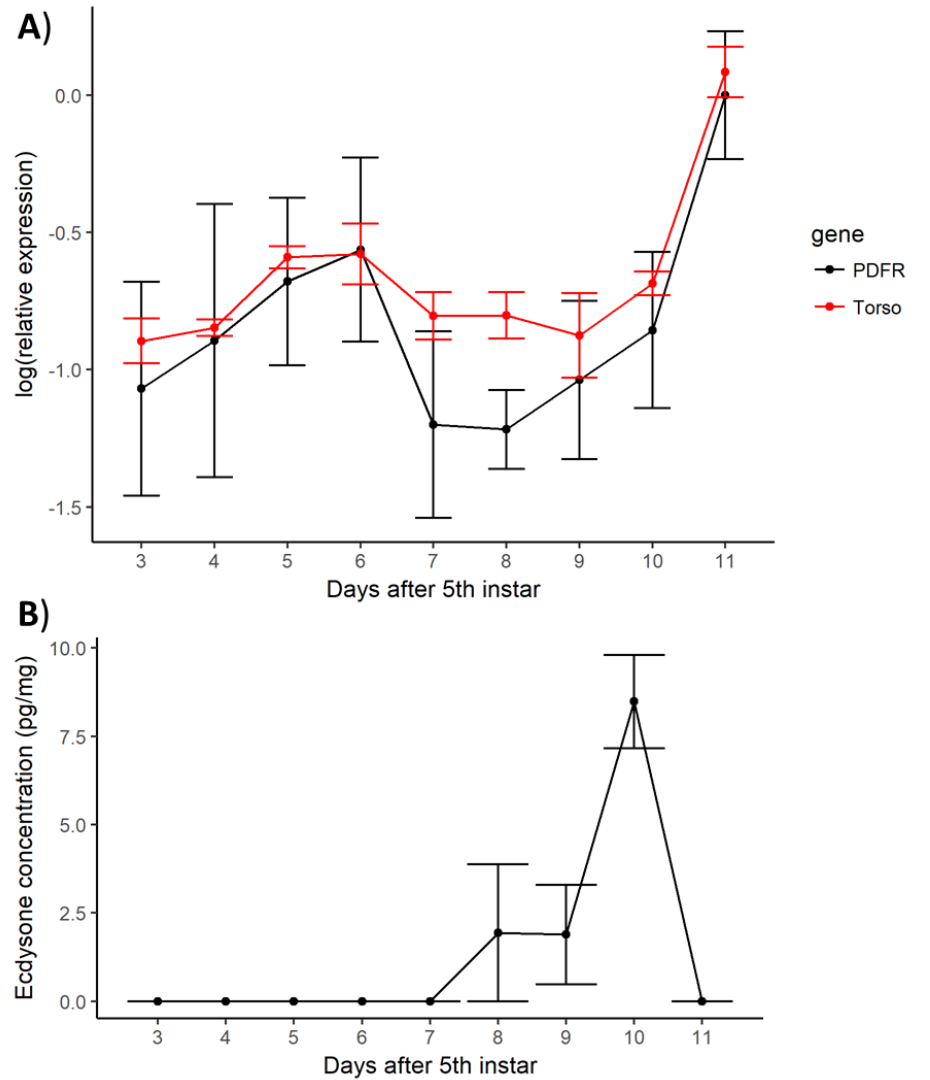 A)
log(relative expression)
0.0
-0.5
-1.0
-1.5
3 4 5 6 7 8 9 10 11
Days after 5th instar
gene
PDFR
Torso
B)
Ecdysone concentration (pg/mg)
10.0
7.5
5.0
2.5
0.0
3 4 5 6 7 8 9 10 11
Days after 5th instar